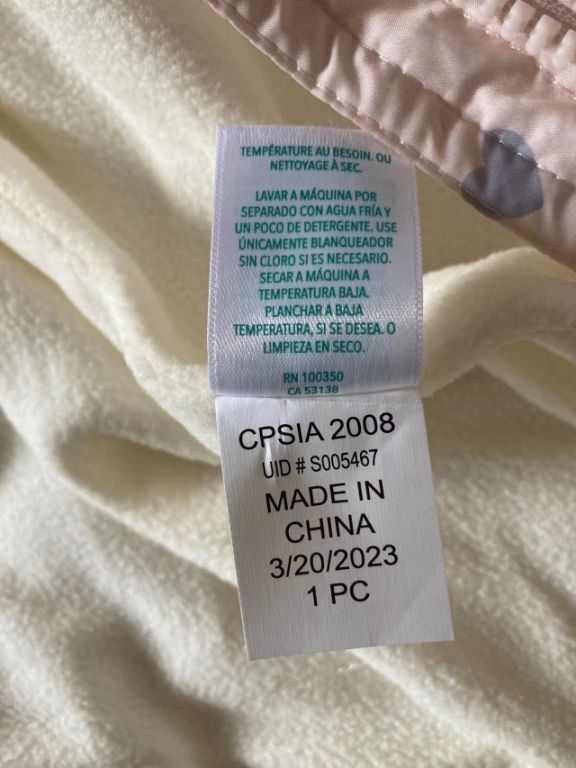 TEMPÉRATURE AU BESOIN. OU
NETTOYAGE À SEC.
LAVAR A MÁQUINA POR
SEPARADO CON AGUA FRÍA Y
UN POCO DE DETERGENTE. USE
ÚNICAMENTE BLANQUEADOR
SIN CLORO SI ES NECESARIO.
SECAR A MÁQUINA A
TEMPERATURA BAJA.
PLANCHAR A BAJA
TEMPERATURA, SI SE DESEA. O
LIMPIEZA EN SECO.
RN 100350
CA 53138
CPSIA 2008
UID # S005467
MADE IN
CHINA
3/20/2023
1 PC